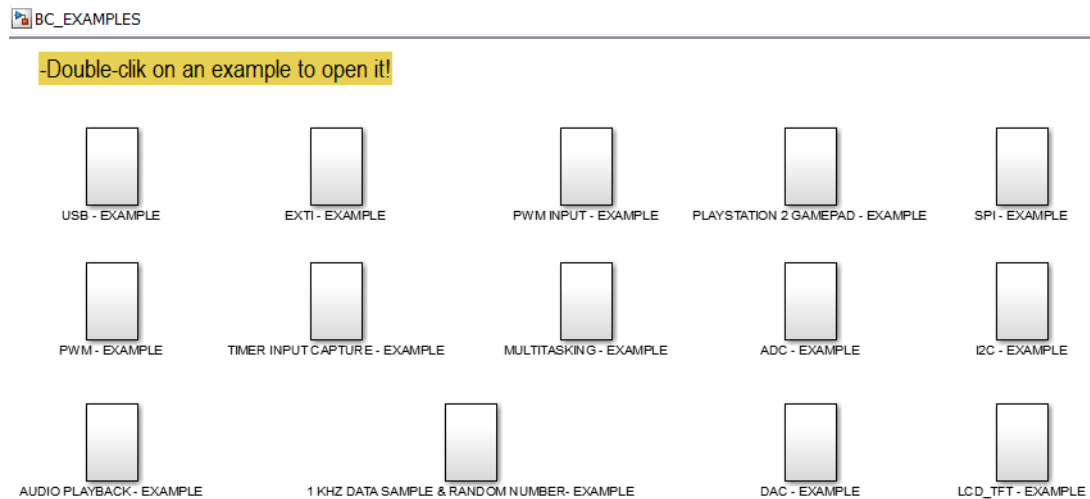 BC_EXAMPLES
-Double-clik on an example to open it!
USB - EXAMPLE
EXTI - EXAMPLE
PWM INPUT - EXAMPLE
PLAYSTATION 2 GAMEPAD - EXAMPLE
SPI - EXAMPLE
PWM - EXAMPLE
TIMER INPUT CAPTURE - EXAMPLE
MULTITASKING - EXAMPLE
ADC - EXAMPLE
I2C - EXAMPLE
AUDIO PLAYBACK - EXAMPLE
1 KHZ DATA SAMPLE & RANDOM NUMBER- EXAMPLE
DAC - EXAMPLE
LCD_TFT - EXAMPLE